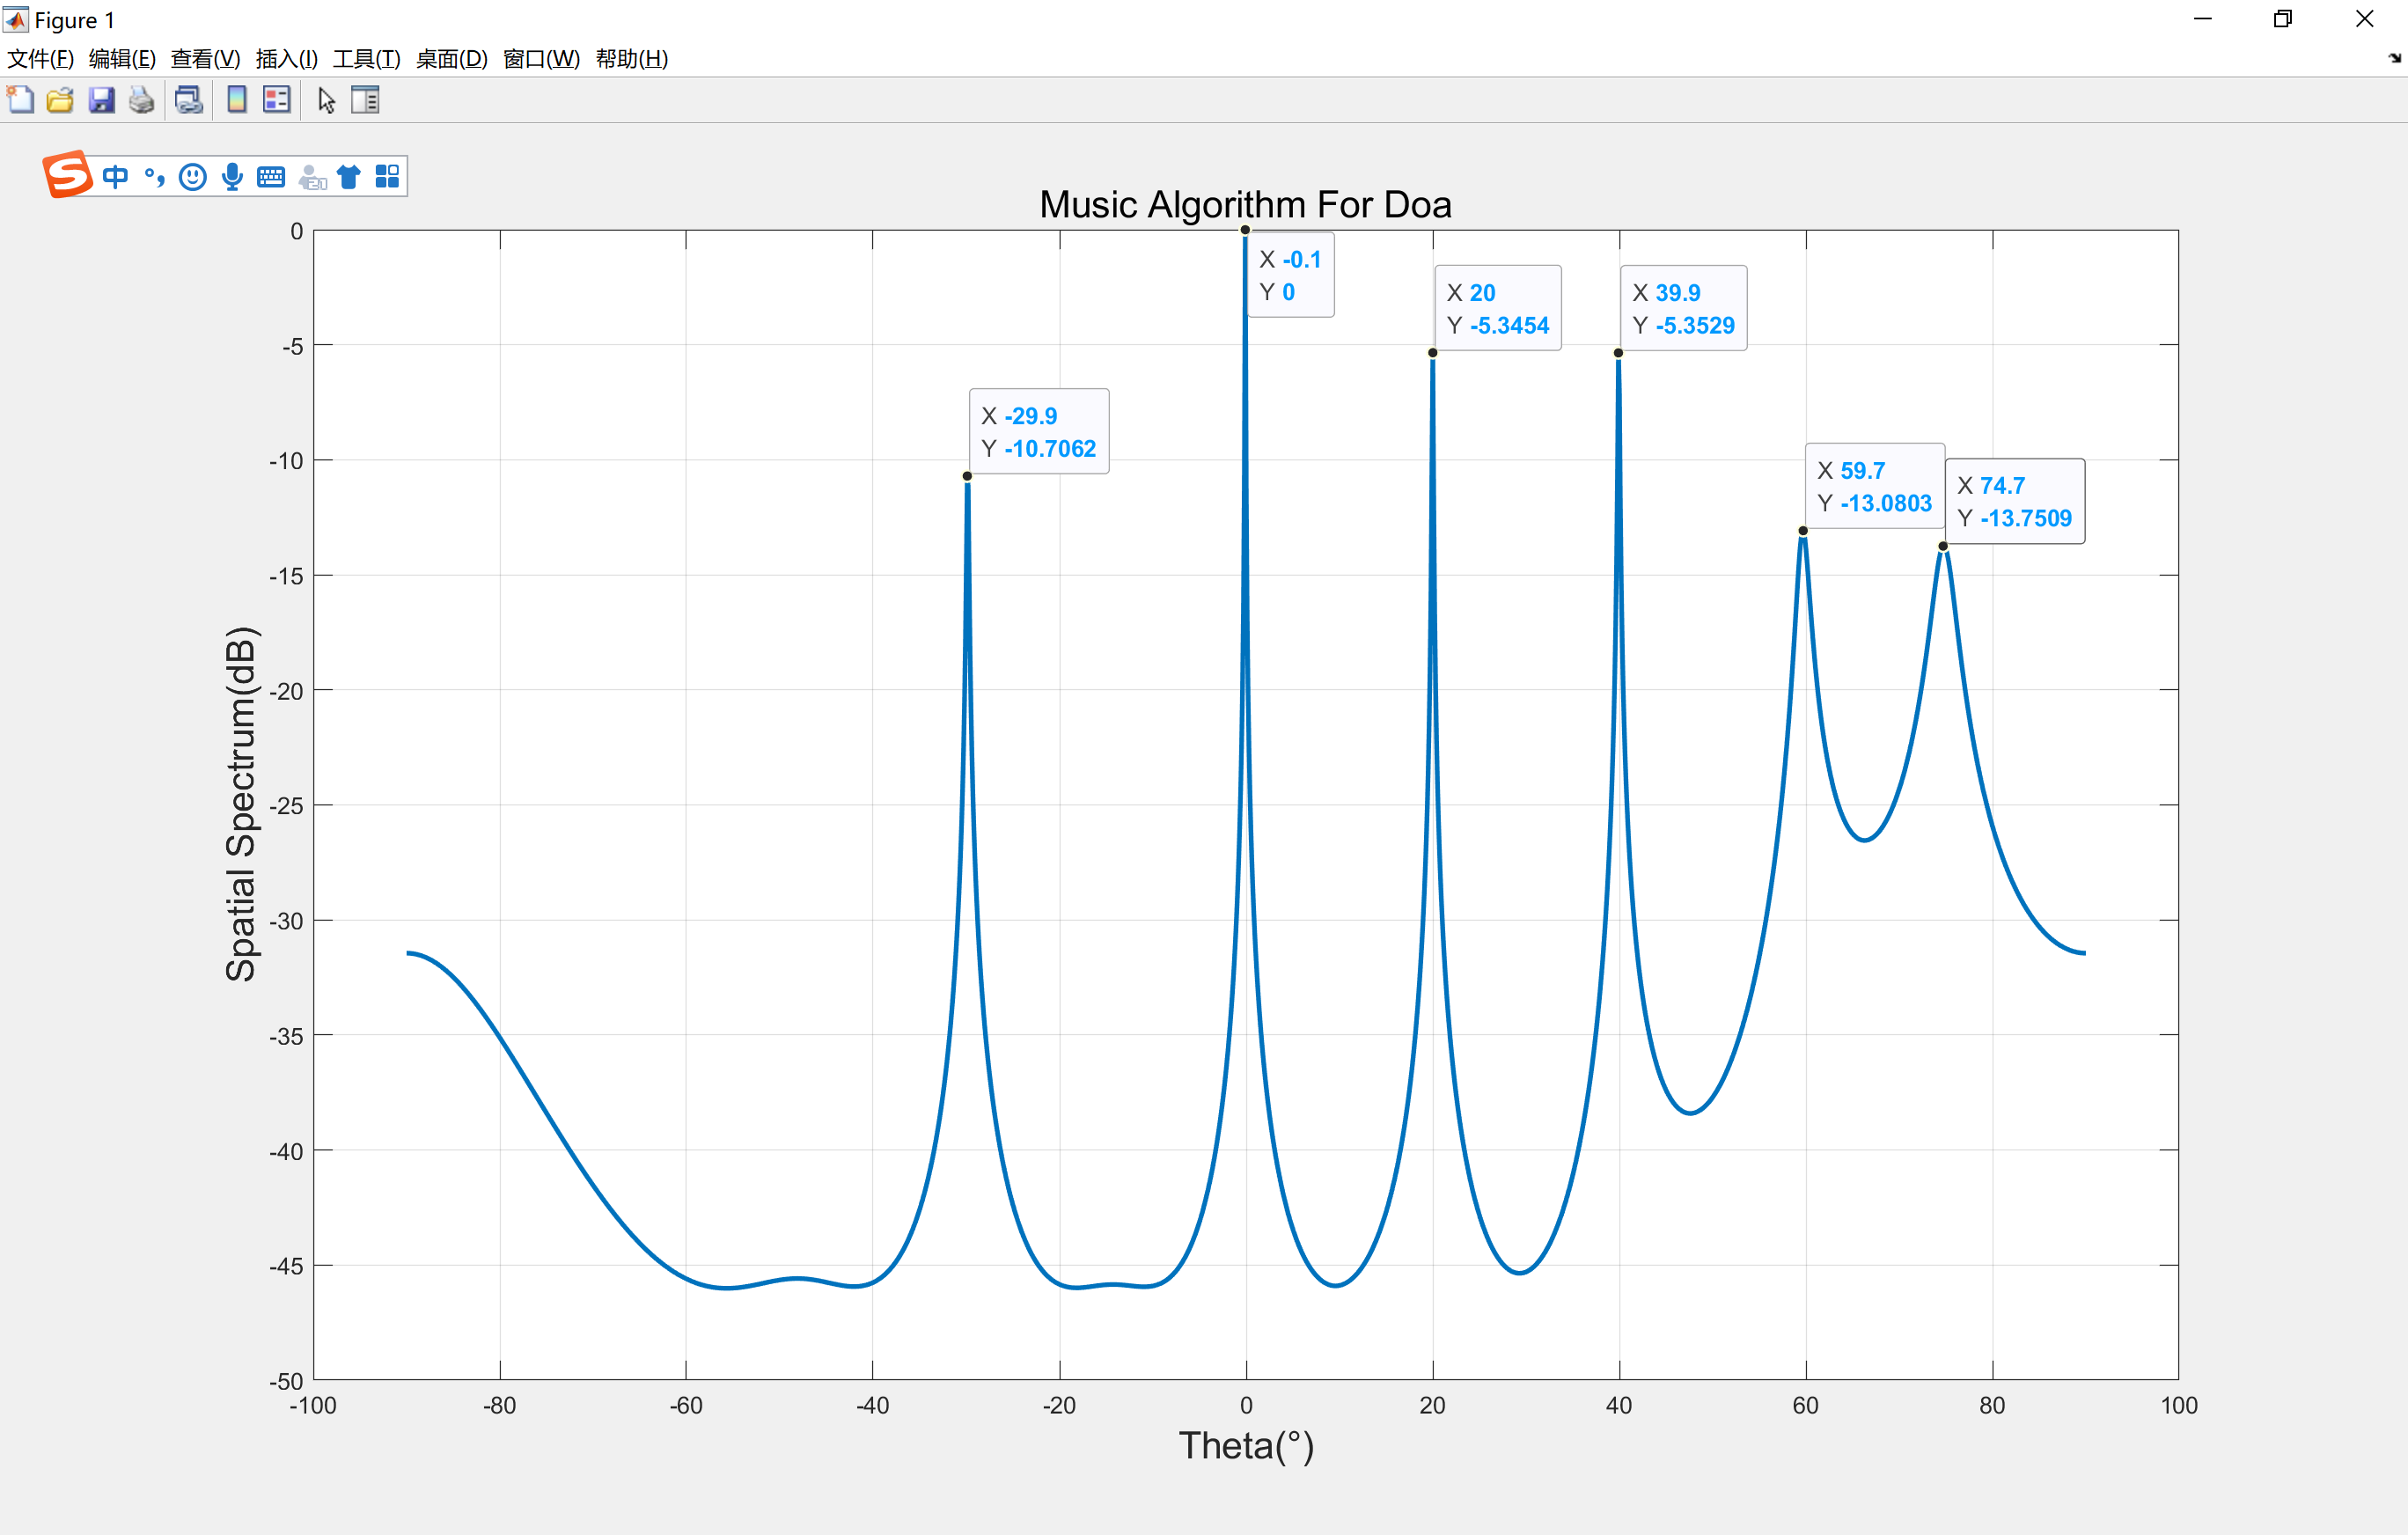 Figure 1
文件(F) 编辑(E) 查看(V) 插入(I) 工具(T) 桌面(D) 窗口(W) 帮助(H)
S 中
Music Algorithm For Doa
X -0.1
Y 0
X 20
Y -5.3454
X 39.9
Y -5.3529
X -29.9
Y -10.7062
X 59.7
Y -13.0803
X 74.7
Y -13.7509
Spatial Spectrum(dB)
0
-5
-10
-15
-20
-25
-30
-35
-40
-45
-50
-100 -80 -60 -40 -20 0 20 40 60 80 100
Theta(°)